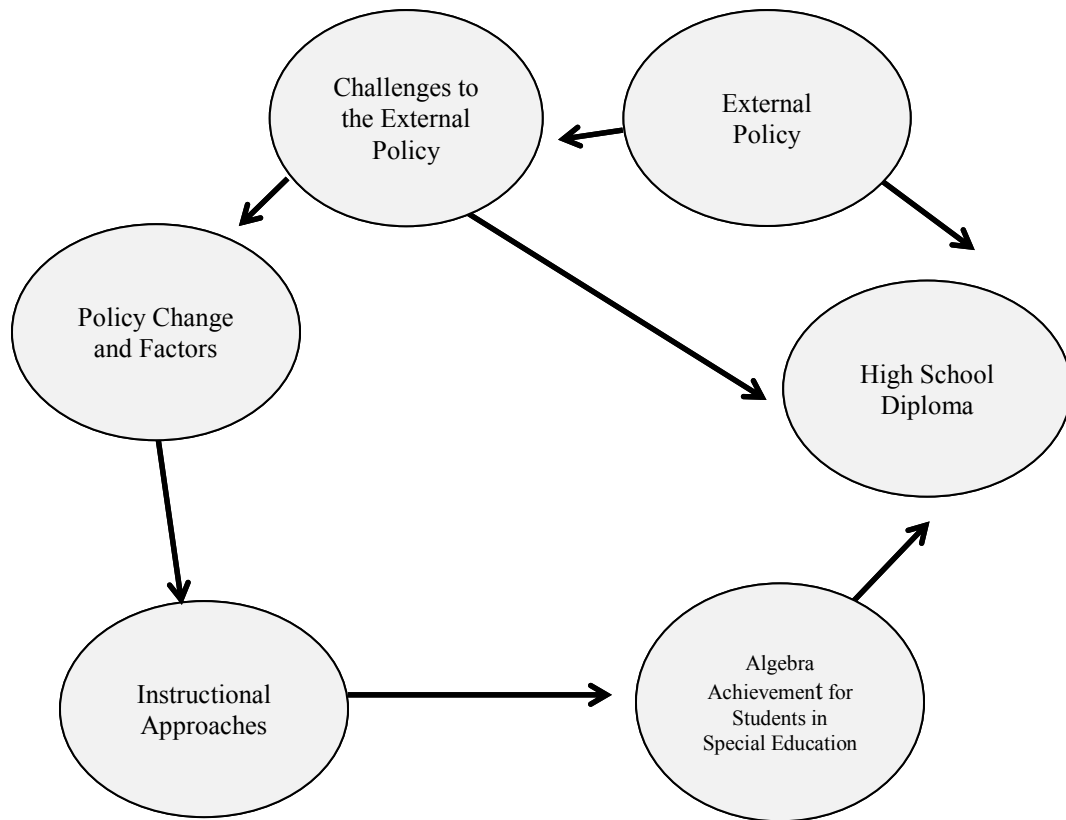 Challenges to
the External
Policy
External
Policy
Policy Change
and Factors
High School
Diploma
Instructional
Approaches
Algebra
Achievement for
Students in
Special Education